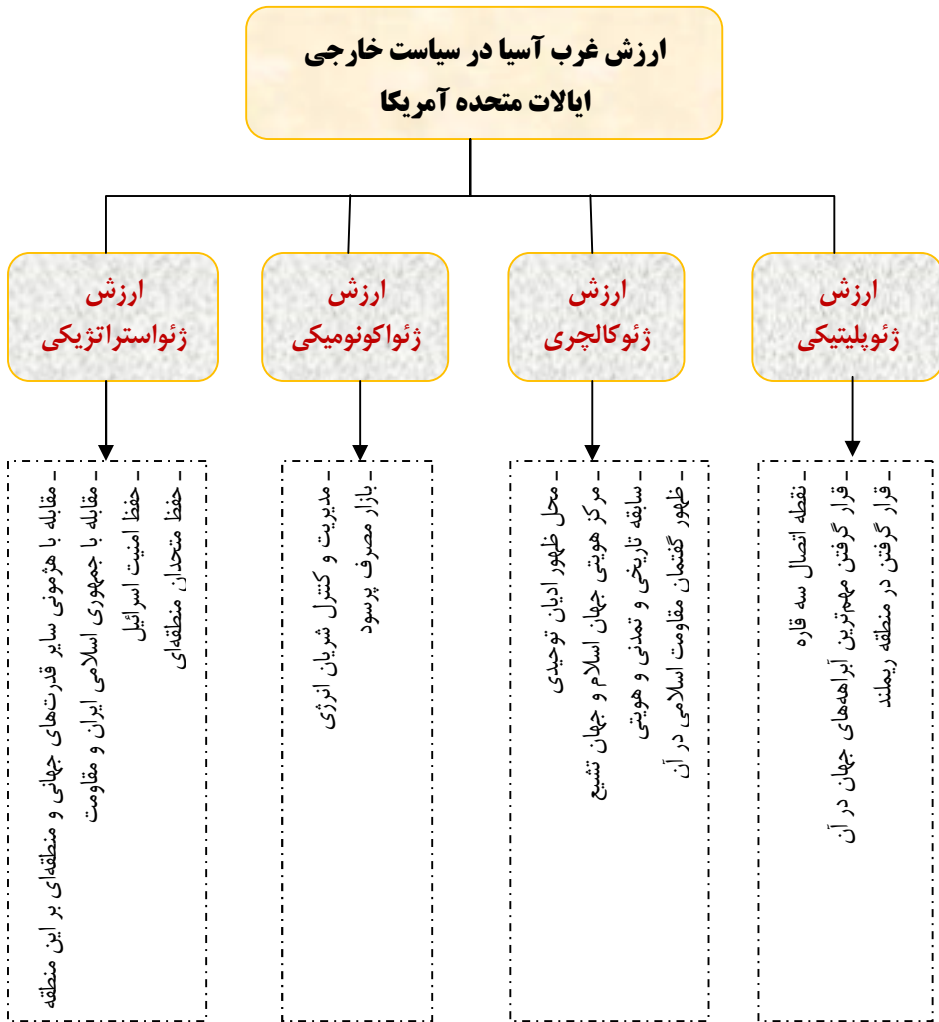 ارزش غرب آسیا در سیاست خارجی
ایالات متحده آمریکا
ارزش
ژئوپلیتیکی
ارزش
ژئوکالچری
ارزش
ژئواکونومیکی
ارزش
ژئواستراتژیکی
- نقطه اتصال سه قاره
- قرار گرفتن مهم‌ترین آبراهه‌های جهان در آن
- قرار گرفتن در منطقه ریملند
- محل ظهور ادیان توحیدی
- مرکز هویتی جهان اسلام و جهان تشیع
- سابقه تاریخی و تمدنی و هویتی
- ظهور گفتمان مقاومت اسلامی در آن
- مدیریت و کنترل شریان انرژی
- بازار مصرف پرسود
- مقابله با هژمونی سایر قدرت‌های جهانی و منطقه‌ای بر این منطقه
- مقابله با جمهوری اسلامی ایران و مقاومت
- حفظ امنیت اسرائیل
- حفظ متحدان منطقه‌ای